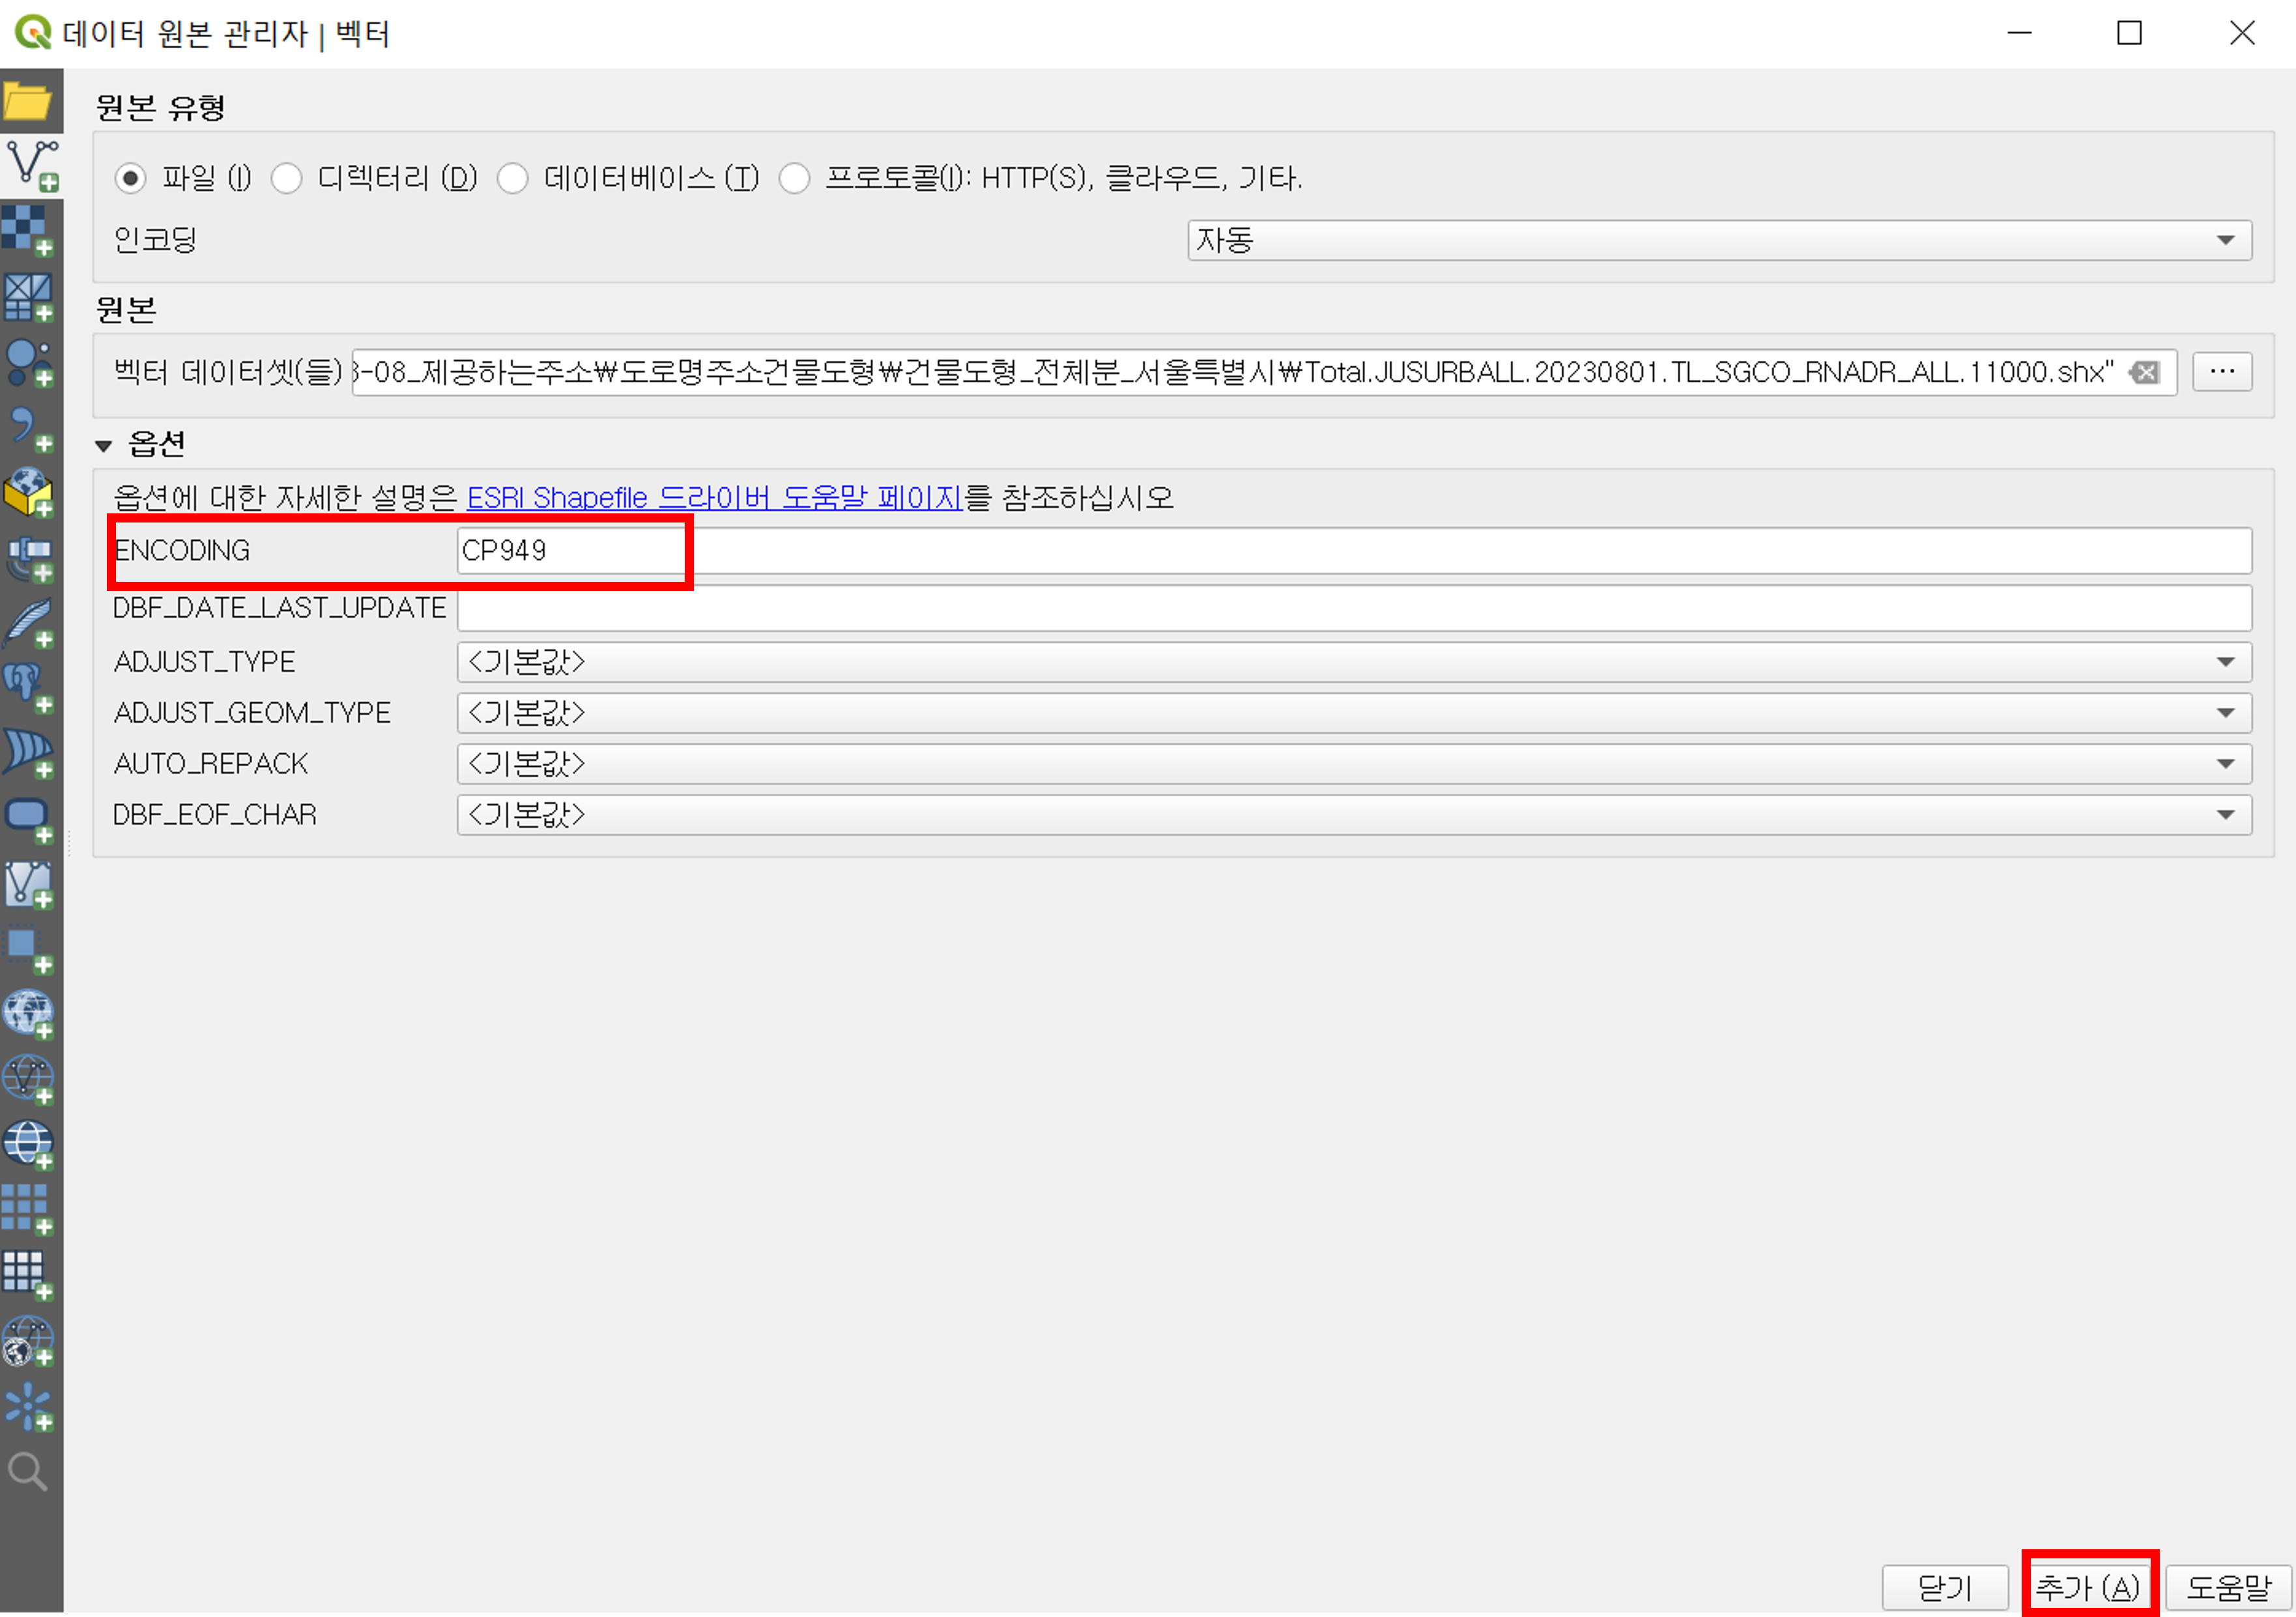 데이터 원본 관리자 | 벡터
원본 유형
파일 (I) 디렉터리 (D) 데이터베이스 (T) 프로토콜(I): HTTP(S), 클라우드, 기타.
인코딩 자동
원본
벡터 데이터셋(들) 3-08_제공하는주소₩도로명주소건물도형₩건물도형_전체분_서울특별시₩Total.JUSURBALL.20230801.TL_SGCO_RNADR_ALL.11000.shx" ...
옵션
옵션에 대한 자세한 설명은 ESRI Shapefile 드라이버 도움말 페이지를 참조하십시오
ENCODING CP949
DBF_DATE_LAST_UPDATE
ADJUST_TYPE <기본값>
ADJUST_GEOM_TYPE <기본값>
AUTO_REPACK <기본값>
DBF_EOF_CHAR <기본값>
닫기 추가 (A) 도움말